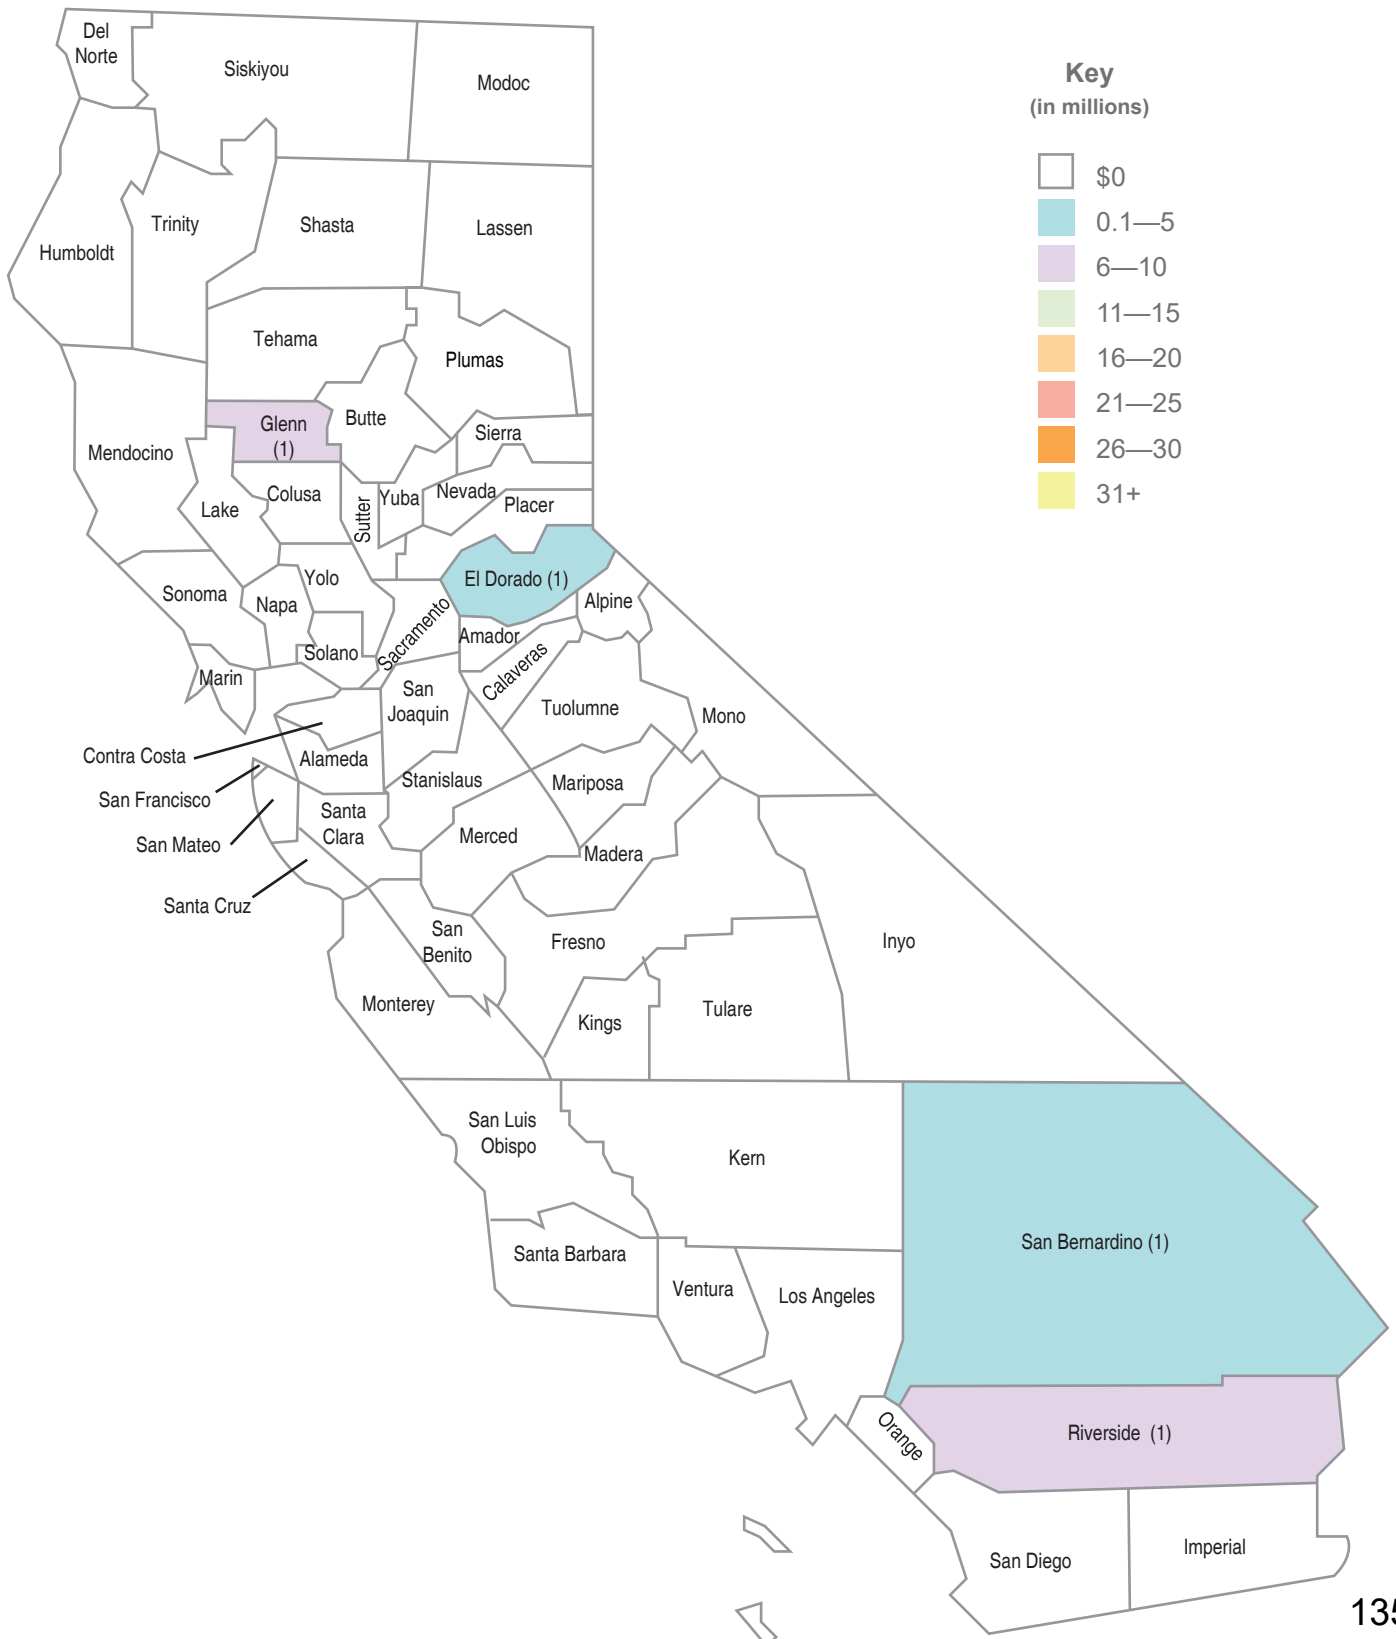 Del
Norte
Siskiyou
Modoc
Key
(in millions)
$0
0.1—5
6—10
11—15
16—20
21—25
26—30
31+
Humboldt
Trinity
Shasta
Lassen
Tehama
Plumas
Mendocino
Glenn
(1)
Butte
Sierra
Lake
Colusa
Sutter
Yuba
Nevada
Placer
Sonoma
Napa
Yolo
El Dorado (1)
Alpine
Solano
Sacramento
Amador
Calaveras
Marin
San
Joaquin
Tuolumne
Mono
Contra Costa
Alameda
Stanislaus
Mariposa
San Francisco
Santa
Clara
Merced
San Mateo
Madera
Santa Cruz
San
Benito
Fresno
Inyo
Monterey
Kings
Tulare
San Luis
Obispo
Kern
Santa Barbara
Ventura
Los Angeles
San Bernardino (1)
Orange
Riverside (1)
San Diego
Imperial
135